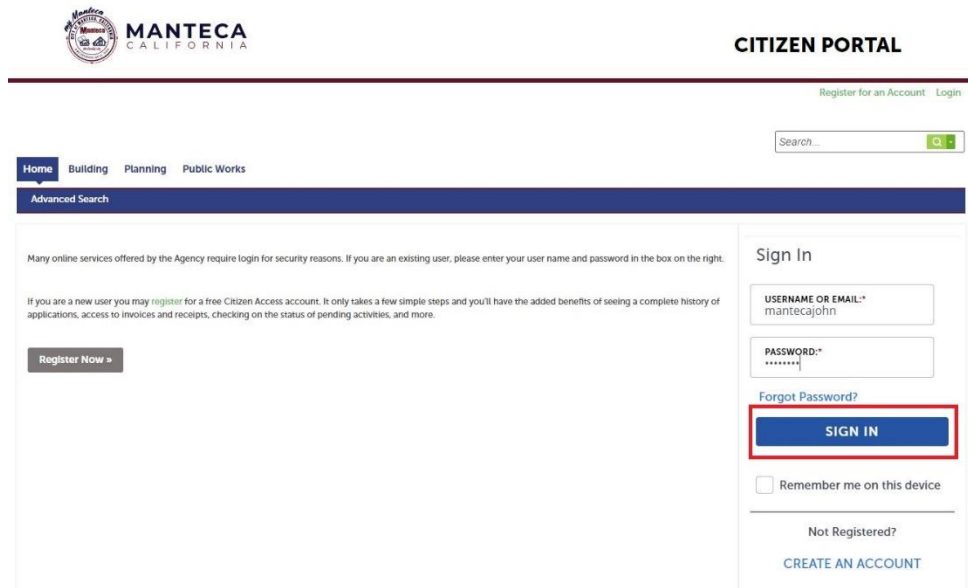 my Manteca
Manteca
MANTECA
CALIFORNIA
CITIZEN PORTAL
Register for an Account Login
Search...
Home Building Planning Public Works
Advanced Search
Many online services offered by the Agency require login for security reasons. If you are an existing user, please enter your user name and password in the box on the right.
If you are a new user you may register for a free Citizen Access account. It only takes a few simple steps and you'll have the added benefits of seeing a complete history of
applications, access to invoices and receipts, checking on the status of pending activities, and more.
Register Now »
Sign In
USERNAME OR EMAIL:*
mantecajohn
PASSWORD:*
••••••••
Forgot Password?
SIGN IN
Remember me on this device
Not Registered?
CREATE AN ACCOUNT